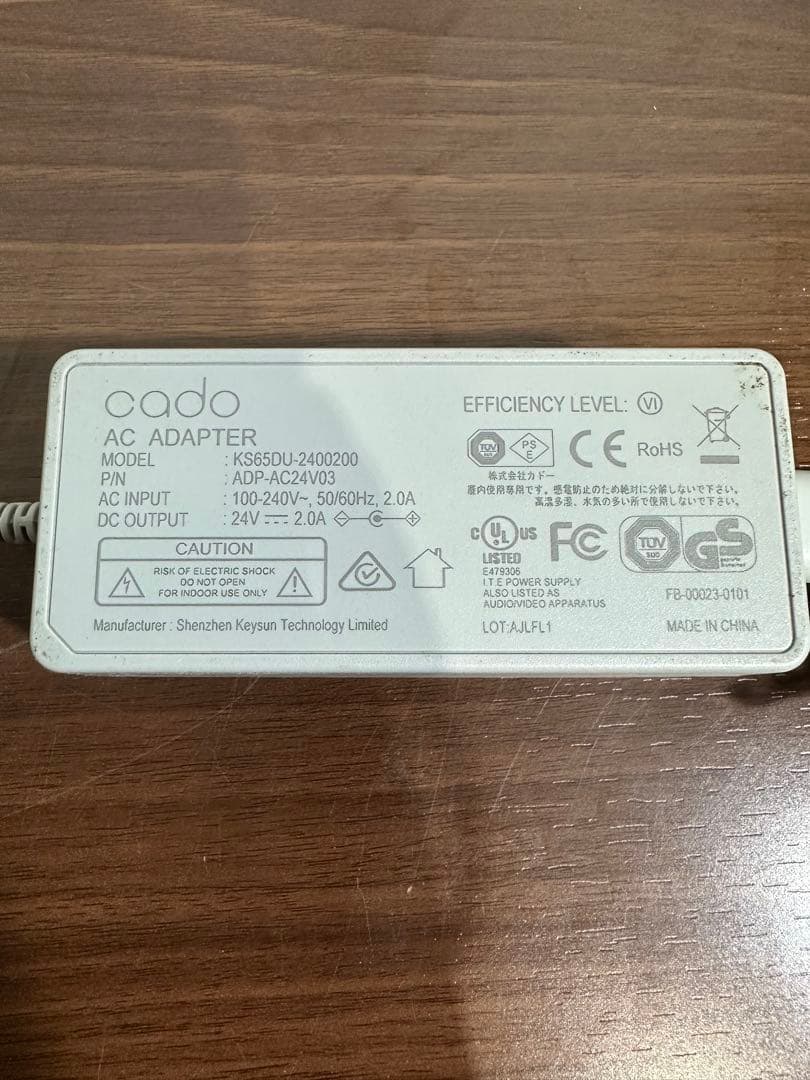 cado
AC ADAPTER
MODEL : KS65DU-2400200
P/N : ADP-AC24V03
AC INPUT : 100-240V~, 50/60Hz, 2.0A
DC OUTPUT : 24V ⎓ 2.0A
CAUTION
RISK OF ELECTRIC SHOCK
DO NOT OPEN
FOR INDOOR USE ONLY
Manufacturer : Shenzhen Keysun Technology Limited
EFFICIENCY LEVEL: VI
TÜV
PS
E
CE
RoHS
株式会社カドー
屋内使用専用です。感電防止のため絶対に分解しないで下さい。
高温多湿、水気の多い所で使用しないで下さい。
c UL US
LISTED
E479306
I.T.E POWER SUPPLY
ALSO LISTED AS
AUDIO/VIDEO APPARATUS
FC
TÜV
SÜD
GS
FB-00023-0101
LOT:AJLFL1
MADE IN CHINA